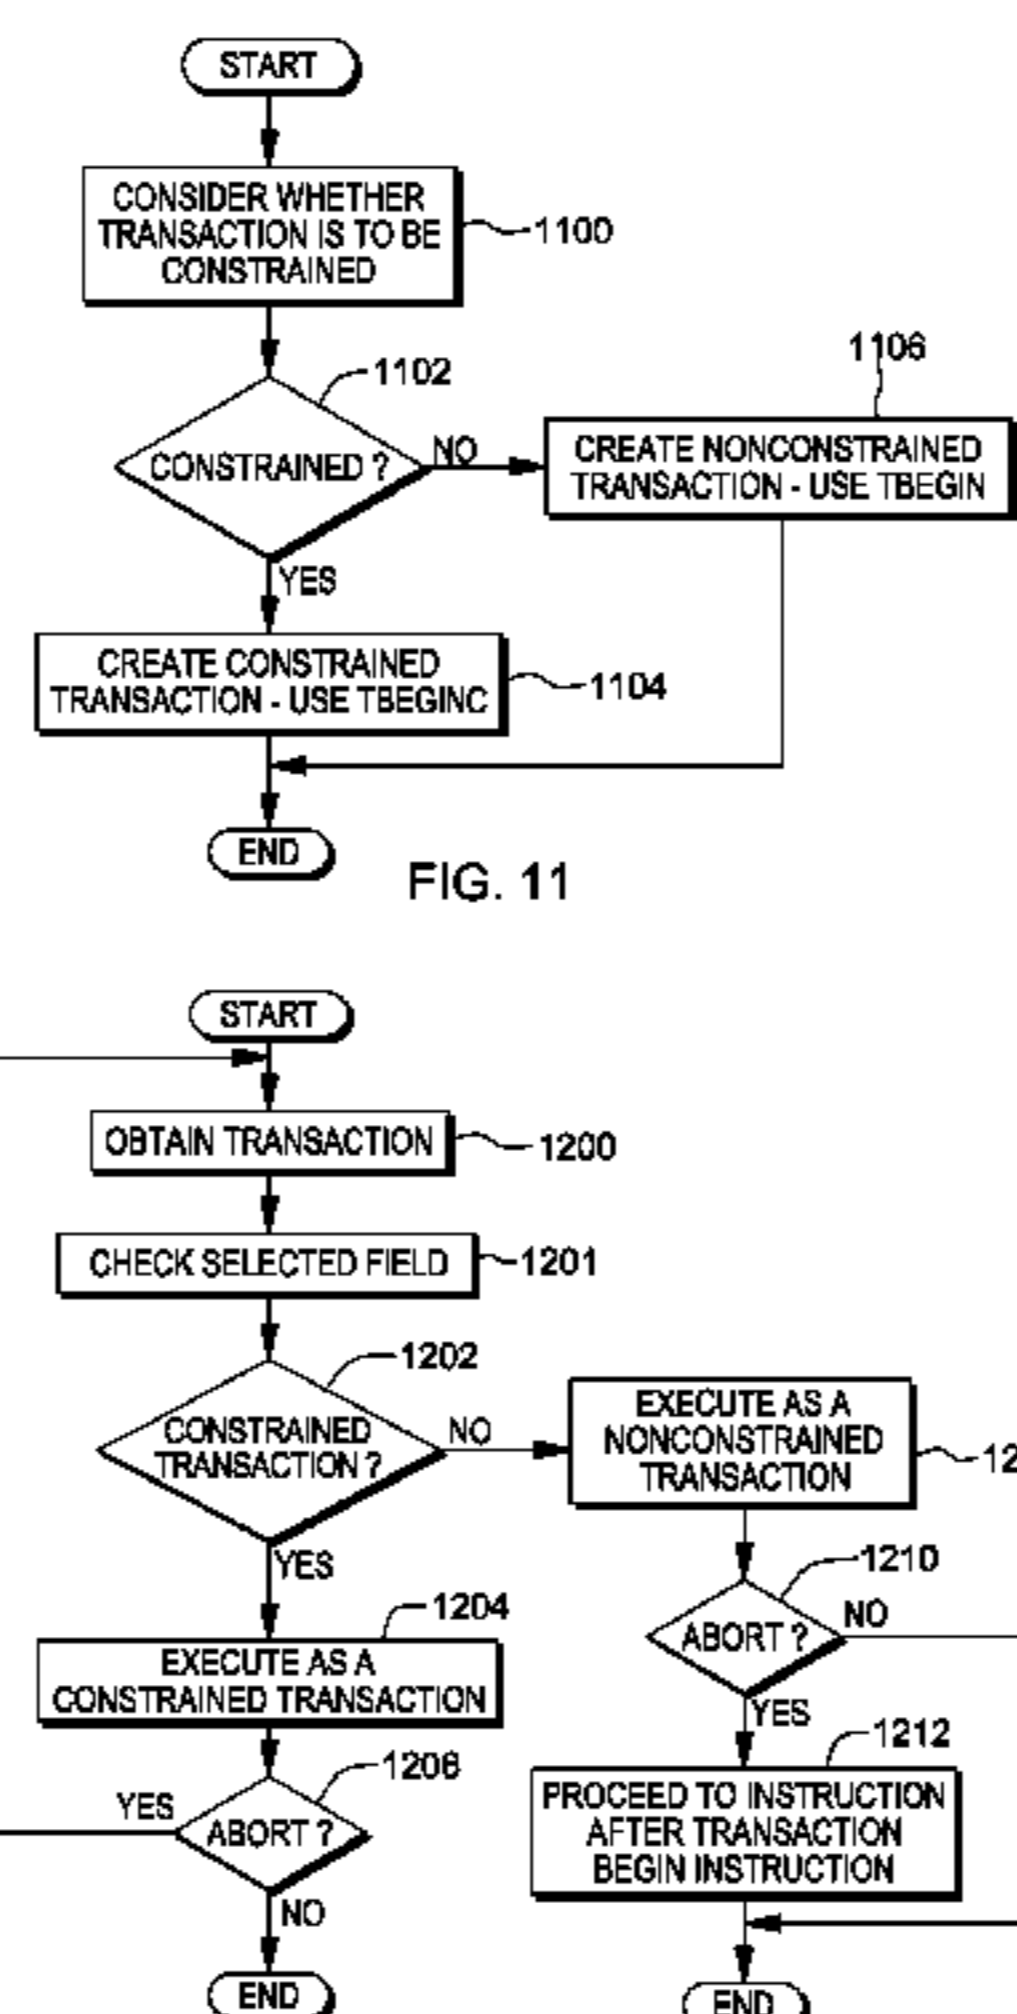 START
CONSIDER WHETHER
TRANSACTION IS TO BE
CONSTRAINED
1100
1102
CONSTRAINED ?
NO
1106
CREATE NONCONSTRAINED
TRANSACTION - USE TBEGIN
YES
CREATE CONSTRAINED
TRANSACTION - USE TBEGINC
1104
END
FIG. 11
START
OBTAIN TRANSACTION
1200
CHECK SELECTED FIELD
1201
1202
CONSTRAINED
TRANSACTION ?
NO
EXECUTE AS A
NONCONSTRAINED
TRANSACTION
YES
1204
EXECUTE AS A
CONSTRAINED TRANSACTION
1210
ABORT ?
NO
YES
1206
YES
ABORT ?
NO
END
1212
PROCEED TO INSTRUCTION
AFTER TRANSACTION
BEGIN INSTRUCTION
END